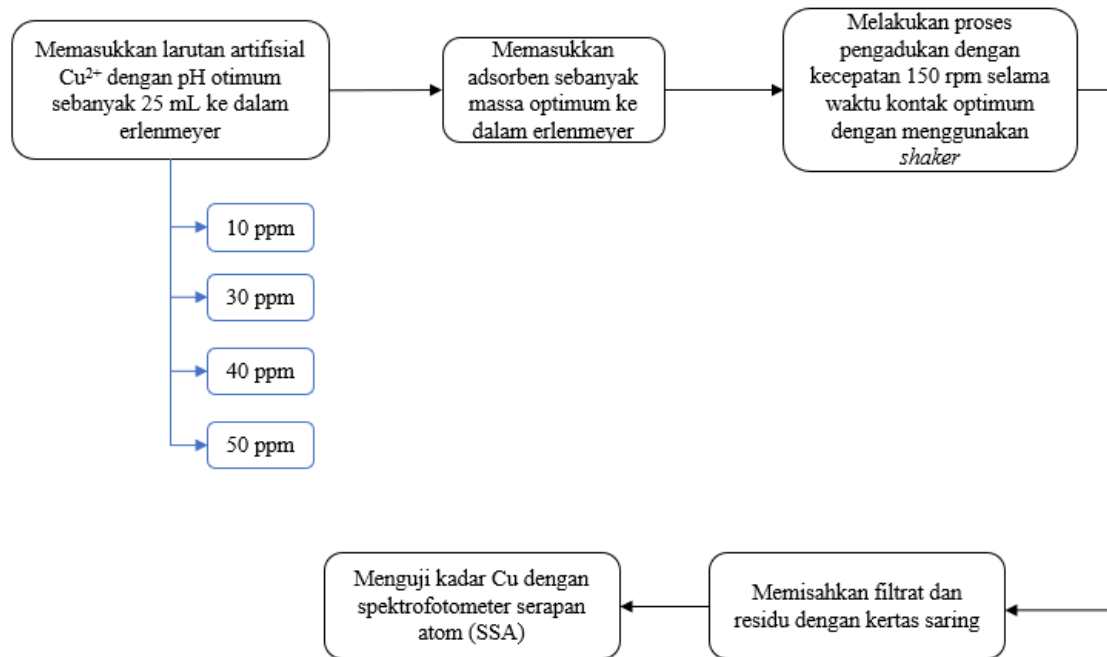 Memasukkan larutan artifisial
Cu²⁺ dengan pH otimum
sebanyak 25 mL ke dalam
erlenmeyer
Memasukkan
adsorben sebanyak
massa optimum ke
dalam erlenmeyer
Melakukan proses
pengadukan dengan
kecepatan 150 rpm selama
waktu kontak optimum
dengan menggunakan
shaker
10 ppm
30 ppm
40 ppm
50 ppm
Memisahkan filtrat dan
residu dengan kertas saring
Menguji kadar Cu dengan
spektrofotometer serapan
atom (SSA)